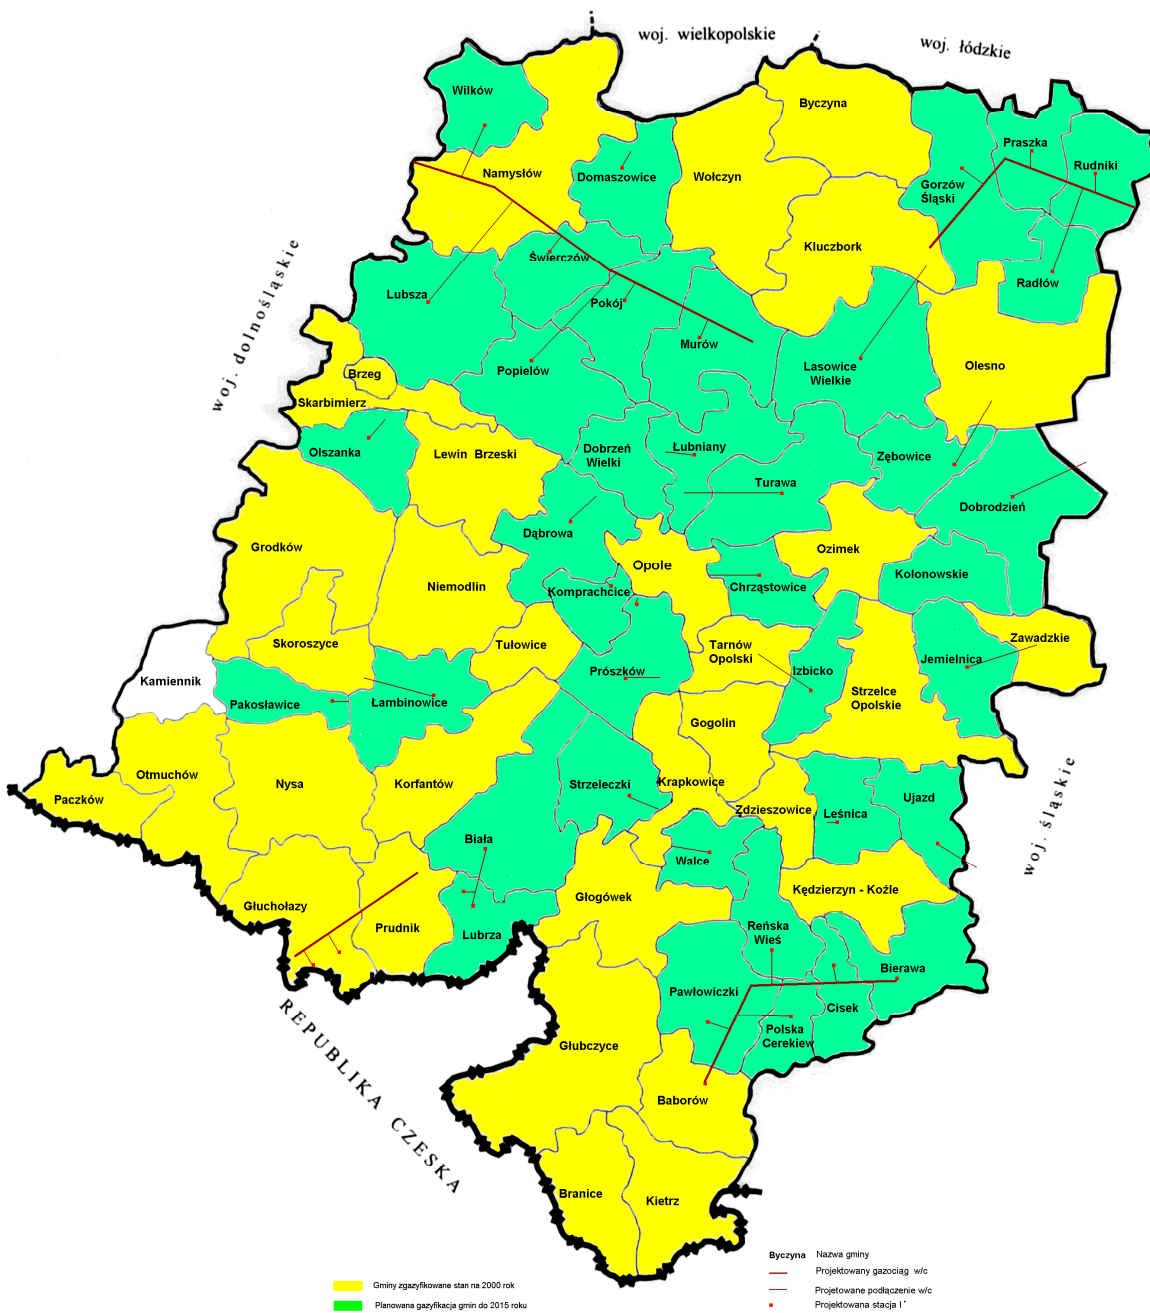 woj. wielkopolskie
woj. łódzkie
Wilków
Byczyna
Praszka
Rudniki
Namysłów
Domaszowice
Wołczyn
Gorzów
Śląski
Kluczbork
Świerczów
Radłów
Lubsza
Pokój
woj. dolnośląskie
Murów
Lasowice
Wielkie
Olesno
Popielów
Brzeg
Skarbimierz
Olszanka
Lewin Brzeski
Dobrzeń
Wielki
Łubniany
Zębowice
Turawa
Dobrodzień
Dąbrowa
Grodków
Ozimek
Opole
Kolonowskie
Niemodlin
Komprachcice
Chrząstowice
Skoroszyce
Tułowice
Tarnów
Opolski
Zawadzkie
Jemielnica
Izbicko
Prószków
Kamiennik
Pakosławice
Łambinowice
Strzelce
Opolskie
Gogolin
Otmuchów
Nysa
Korfantów
Strzeleczki
Krapkowice
Paczków
Ujazd
Zdzieszowice
Leśnica
woj. śląskie
Biała
Walce
Kędzierzyn - Koźle
Głogówek
Głuchołazy
Prudnik
Lubrza
Reńska
Wieś
Bierawa
Pawłowiczki
Cisek
Polska
Cerekiew
REPUBLIKA CZESKA
Głubczyce
Baborów
Branice
Kietrz
Byczyna Nazwa gminy
Projektowany gazociąg w/c
Projetowane podłączenie w/c
Projektowana stacja I°
Gminy zgazyfikowane stan na 2000 rok
Planowana gazyfikacja gmin do 2015 roku